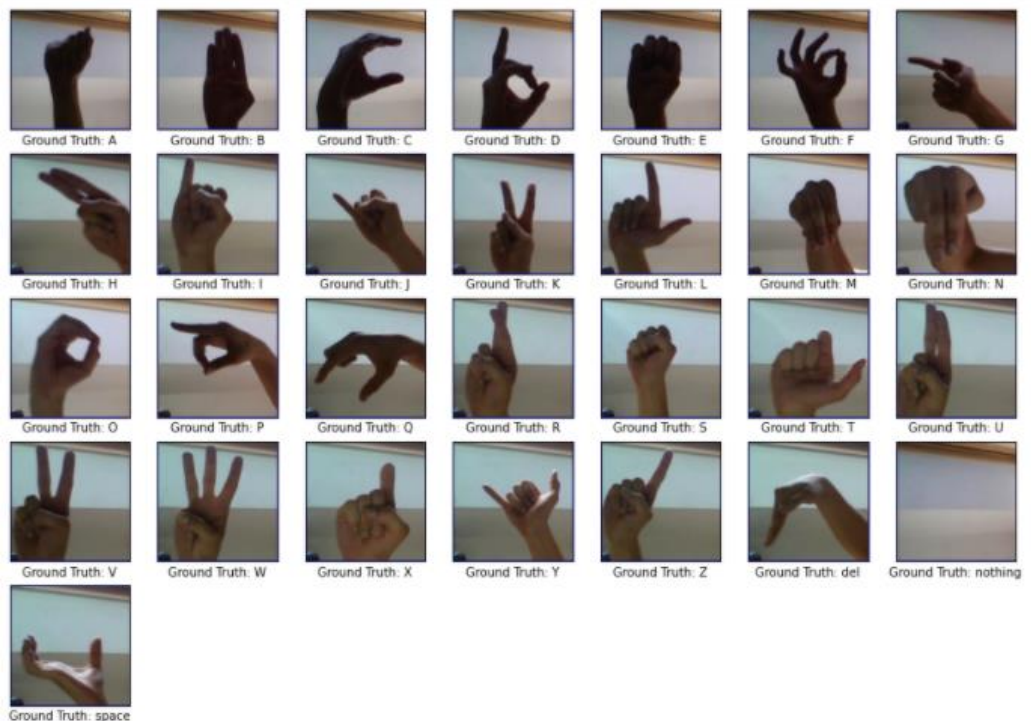 Ground Truth: A
Ground Truth: B
Ground Truth: C
Ground Truth: D
Ground Truth: E
Ground Truth: F
Ground Truth: G
Ground Truth: H
Ground Truth: I
Ground Truth: J
Ground Truth: K
Ground Truth: L
Ground Truth: M
Ground Truth: N
Ground Truth: O
Ground Truth: P
Ground Truth: Q
Ground Truth: R
Ground Truth: S
Ground Truth: T
Ground Truth: U
Ground Truth: V
Ground Truth: W
Ground Truth: X
Ground Truth: Y
Ground Truth: Z
Ground Truth: del
Ground Truth: nothing
Ground Truth: space